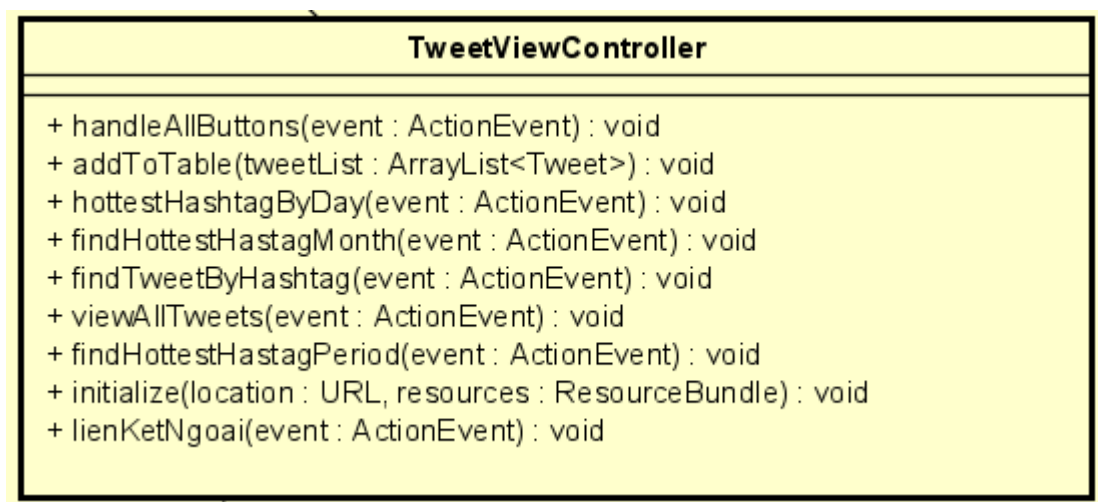 TweetViewController
+ handleAllButtons(event : ActionEvent) : void
+ addToTable(tweetList : ArrayList<Tweet>) : void
+ hottestHashtagByDay(event : ActionEvent) : void
+ findHottestHastagMonth(event : ActionEvent) : void
+ findTweetByHashtag(event : ActionEvent) : void
+ viewAllTweets(event : ActionEvent) : void
+ findHottestHastagPeriod(event : ActionEvent) : void
+ initialize(location : URL, resources : ResourceBundle) : void
+ lienKetNgoai(event : ActionEvent) : void